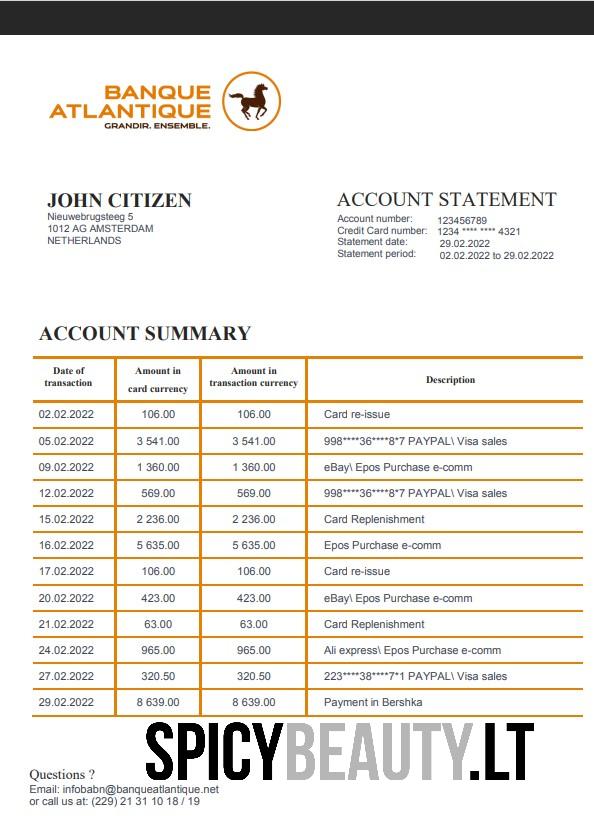 BANQUE
ATLANTIQUE
GRANDIR. ENSEMBLE.
JOHN CITIZEN
Nieuwebrugsteeg 5
1012 AG AMSTERDAM
NETHERLANDS
ACCOUNT STATEMENT
Account number: 123456789
Credit Card number: 1234 **** **** 4321
Statement date: 29.02.2022
Statement period: 02.02.2022 to 29.02.2022
ACCOUNT SUMMARY
Date of transaction Amount in card currency Amount in transaction currency Description
02.02.2022 106.00 106.00 Card re-issue
05.02.2022 3 541.00 3 541.00 998****36****8*7 PAYPAL\ Visa sales
09.02.2022 1 360.00 1 360.00 eBay\ Epos Purchase e-comm
12.02.2022 569.00 569.00 998****36****8*7 PAYPAL\ Visa sales
15.02.2022 2 236.00 2 236.00 Card Replenishment
16.02.2022 5 635.00 5 635.00 Epos Purchase e-comm
17.02.2022 106.00 106.00 Card re-issue
20.02.2022 423.00 423.00 eBay\ Epos Purchase e-comm
21.02.2022 63.00 63.00 Card Replenishment
24.02.2022 965.00 965.00 Ali express\ Epos Purchase e-comm
27.02.2022 320.50 320.50 223****38****7*1 PAYPAL\ Visa sales
29.02.2022 8 639.00 8 639.00 Payment in Bershka
SPICYBEAUTY.LT
Questions ?
Email: infobabn@banqueatlantique.net
or call us at: (229) 21 31 10 18 / 19